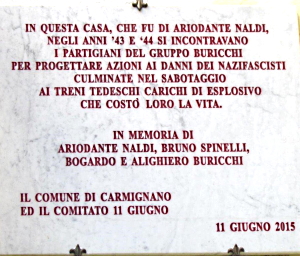 IN QUESTA CASA, CHE FU DI ARIODANTE NALDI,
NEGLI ANNI '43 E '44 SI INCONTRAVANO
I PARTIGIANI DEL GRUPPO BURICCHI
PER PROGETTARE AZIONI AI DANNI DEI NAZIFASCISTI
CULMINATE NEL SABOTAGGIO
AI TRENI TEDESCHI CARICHI DI ESPLOSIVO
CHE COSTÒ LORO LA VITA.
IN MEMORIA DI
ARIODANTE NALDI, BRUNO SPINELLI,
BOGARDO E ALIGHIERO BURICCHI
IL COMUNE DI CARMIGNANO
ED IL COMITATO 11 GIUGNO
11 GIUGNO 2015